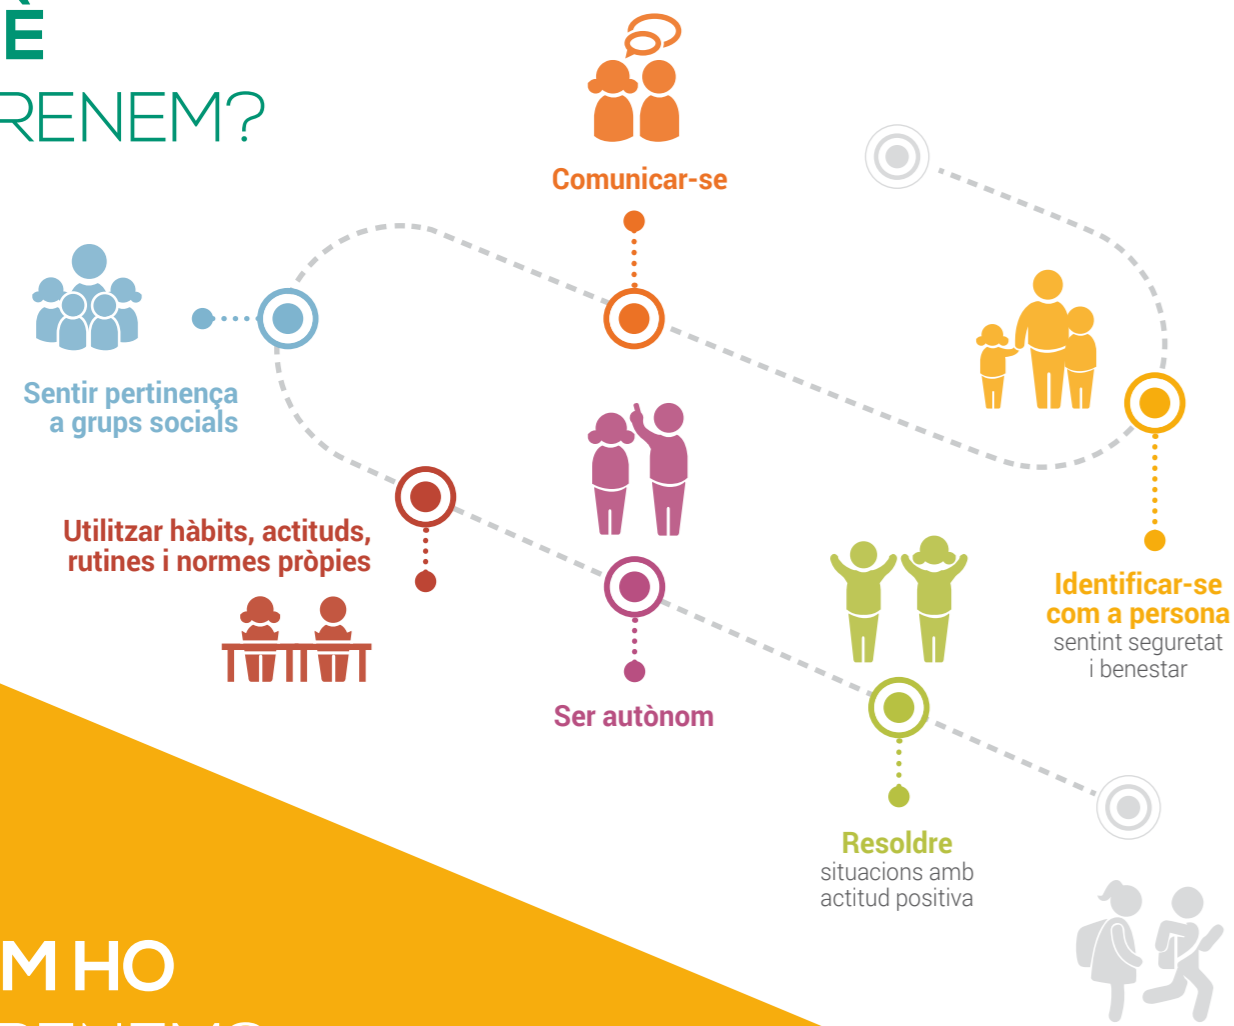 È
RENEM?
Comunicar-se
Sentir pertinença
a grups socials
Utilitzar hàbits, actituds,
rutines i normes pròpies
Identificar-se
com a persona
sentint seguretat
i benestar
Ser autònom
Resoldre
situacions amb
actitud positiva
M HO